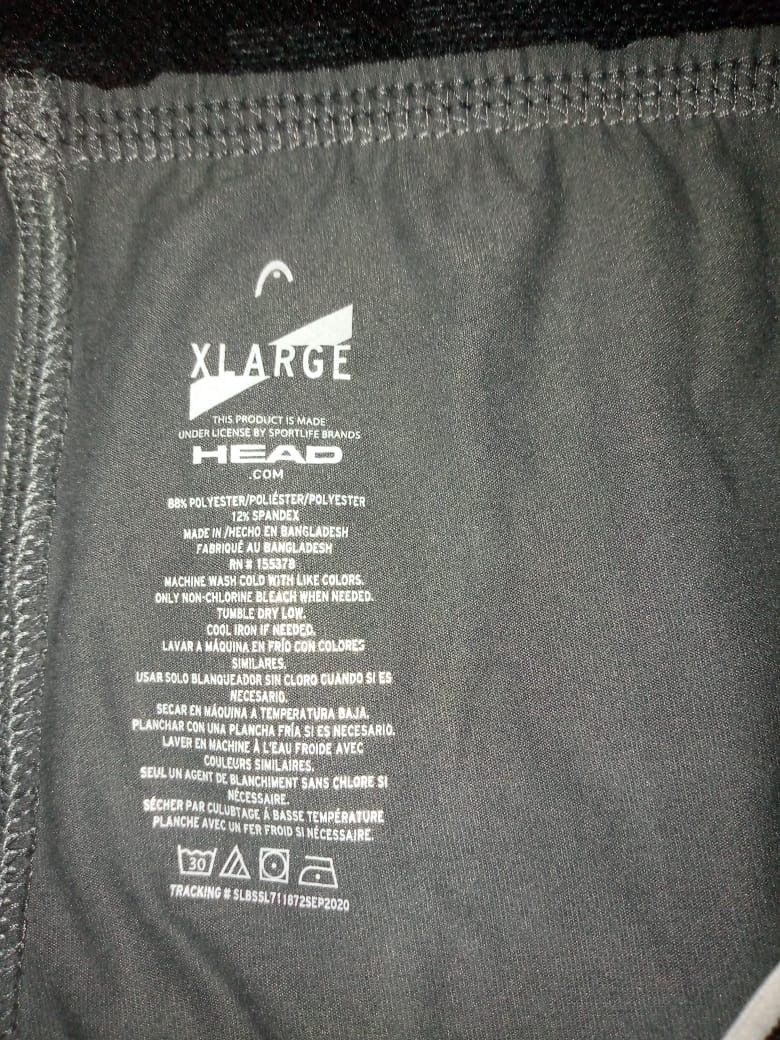 XLARGE
THIS PRODUCT IS MADE
UNDER LICENSE BY SPORTLIFE BRANDS
HEAD
.COM
88% POLYESTER/POLIÉSTER/POLYESTER
12% SPANDEX
MADE IN /HECHO EN BANGLADESH
FABRIQUÉ AU BANGLADESH
RN # 155378
MACHINE WASH COLD WITH LIKE COLORS.
ONLY NON-CHLORINE BLEACH WHEN NEEDED.
TUMBLE DRY LOW.
COOL IRON IF NEEDED.
LAVAR A MÁQUINA EN FRÍO CON COLORES
SIMILARES.
USAR SOLO BLANQUEADOR SIN CLORO CUANDO SI ES
NECESARIO.
SECAR EN MÁQUINA A TEMPERATURA BAJA.
PLANCHAR CON UNA PLANCHA FRÍA SI ES NECESARIO.
LAVER EN MACHINE À L'EAU FROIDE AVEC
COULEURS SIMILAIRES.
SEUL UN AGENT DE BLANCHIMENT SANS CHLORE SI
NÉCESSAIRE.
SÉCHER PAR CULUBTAGE À BASSE TEMPÉRATURE
PLANCHE AVEC UN FER FROID SI NÉCESSAIRE.
30
TRACKING # SLBSSL711872SEP2020